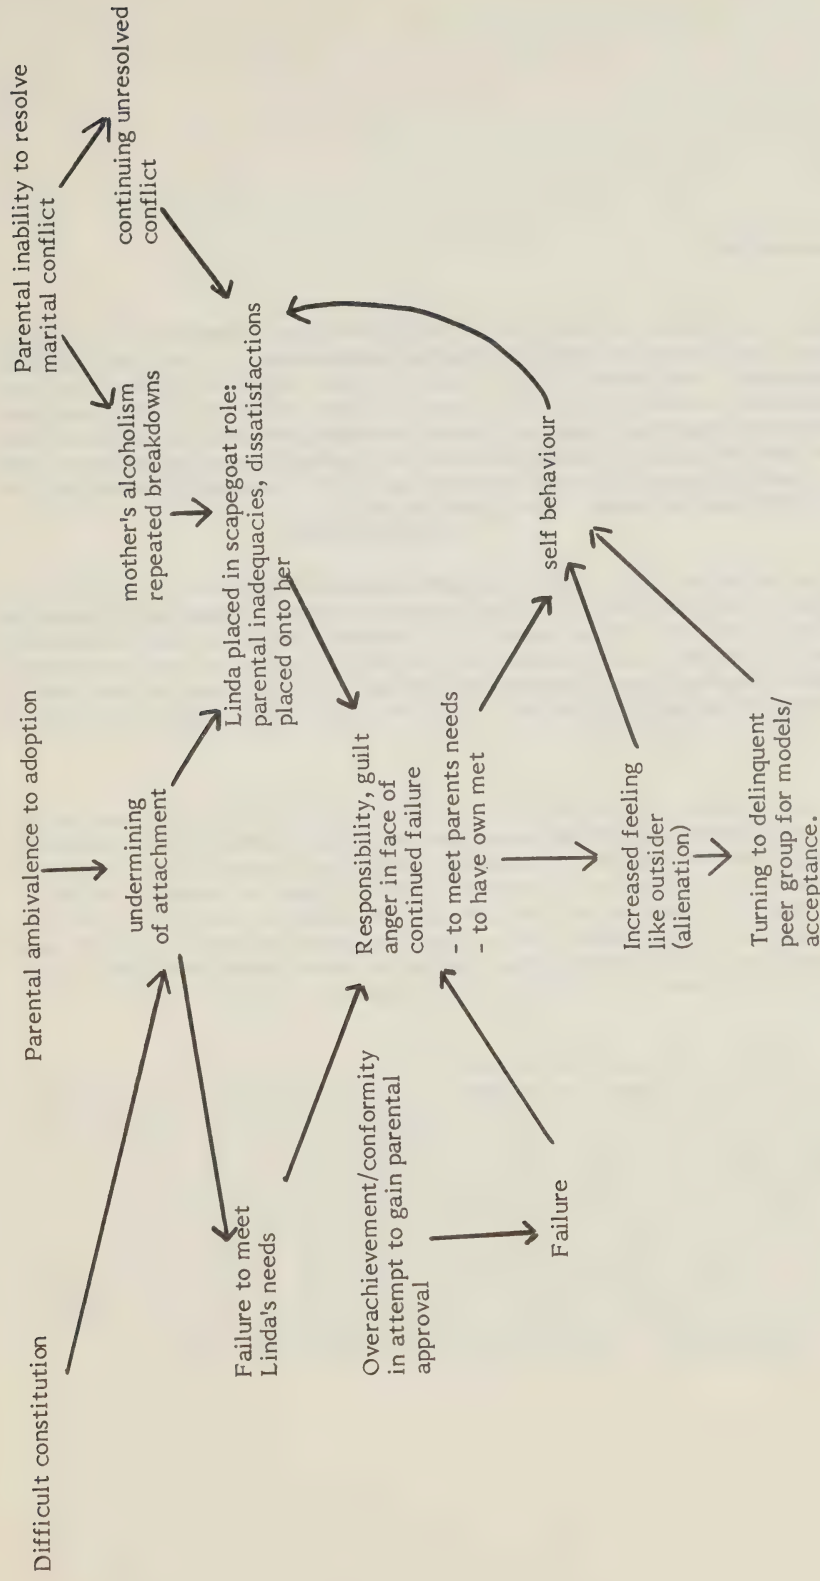 Difficult constitution
Parental ambivalence to adoption
Parental inability to resolve
marital conflict
undermining
of attachment
mother's alcoholism
repeated breakdowns
continuing unresolved
conflict
Failure to meet
Linda's needs
Linda placed in scapegoat role:
parental inadequacies, dissatisfactions
placed onto her
Overachievement/conformity
in attempt to gain parental
approval
Responsibility, guilt
anger in face of
continued failure
- to meet parents needs
- to have own met
Failure
self behaviour
Increased feeling
like outsider
(alienation)
Turning to delinquent
peer group for models/
acceptance.